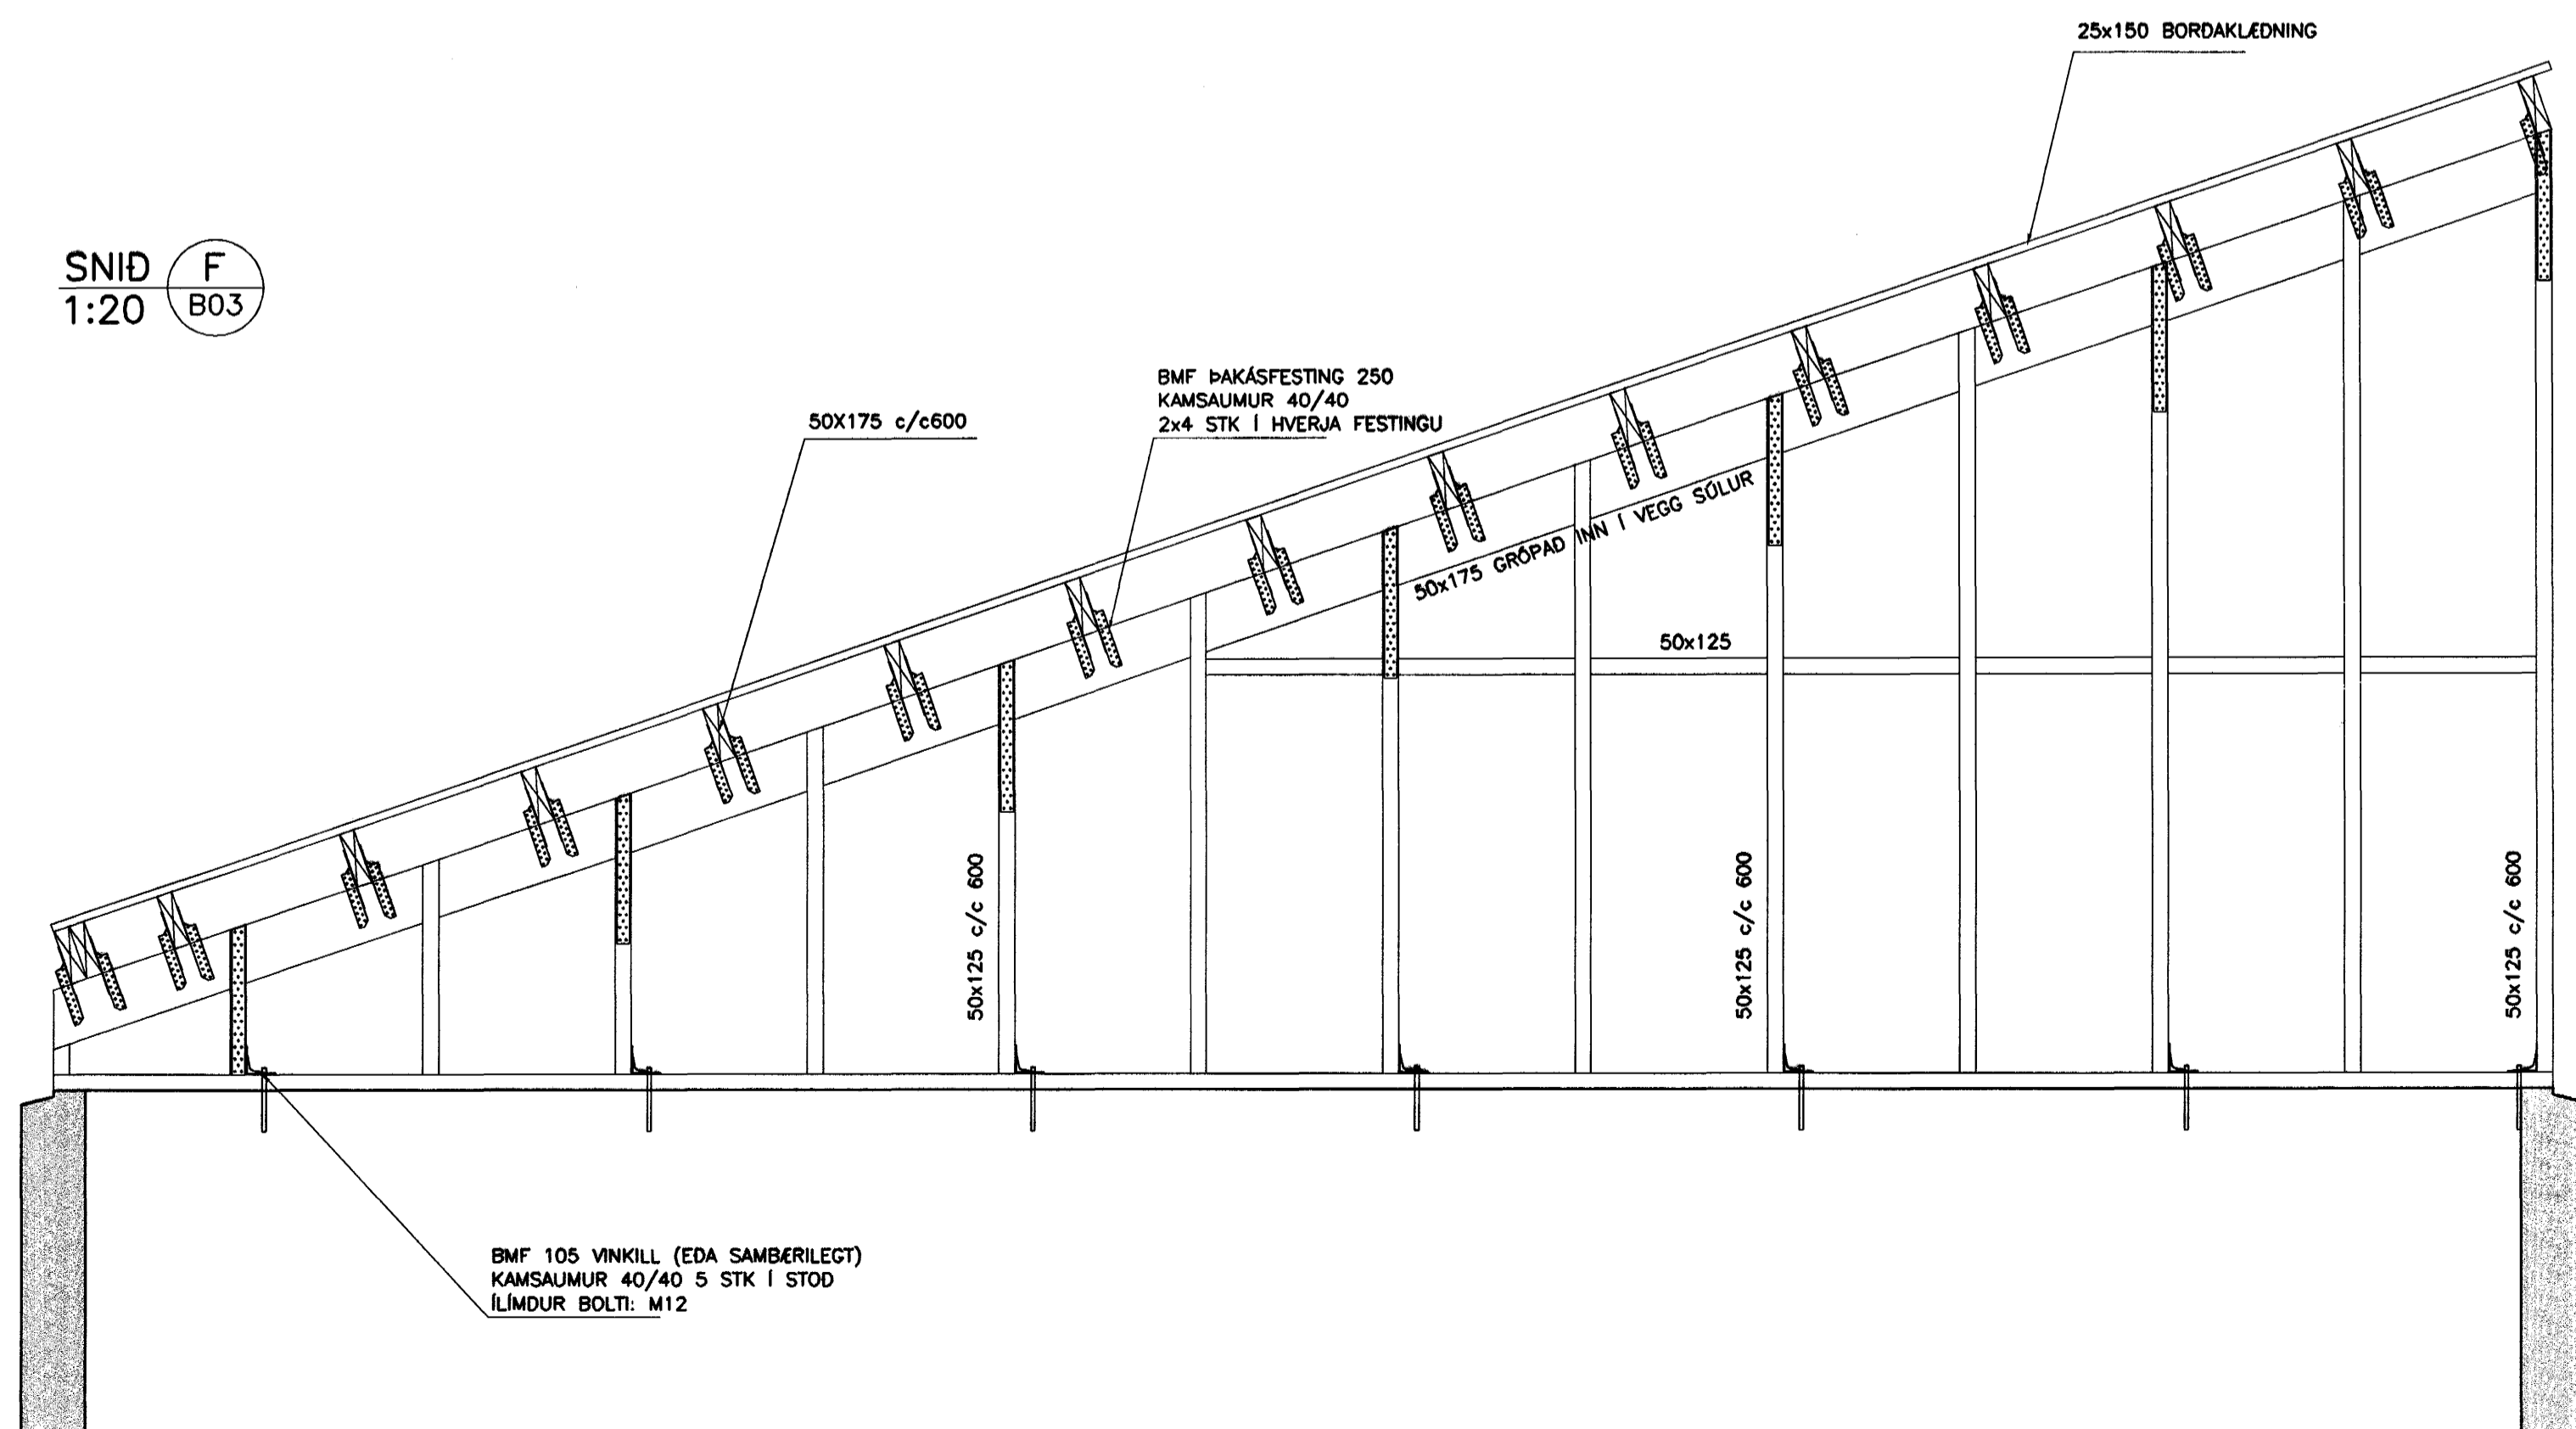 25x150 BORDAKLÆDNING
SNIÐ F
1:20 B03
BMF ÞAKÁSFESTING 250
KAMSAUMUR 40/40
2x4 STK Í HVERJA FESTINGU
50X175 c/c600
50x175 GRÓPAD INN Í VEGG SÚLUR
50x125
50x125 c/c 600
50x125 c/c 600
50x125 c/c 600
BMF 105 VINKILL (EDA SAMBÆRILEGT)
KAMSAUMUR 40/40 5 STK Í STOD
ÍLÍMDUR BOLTI: M12